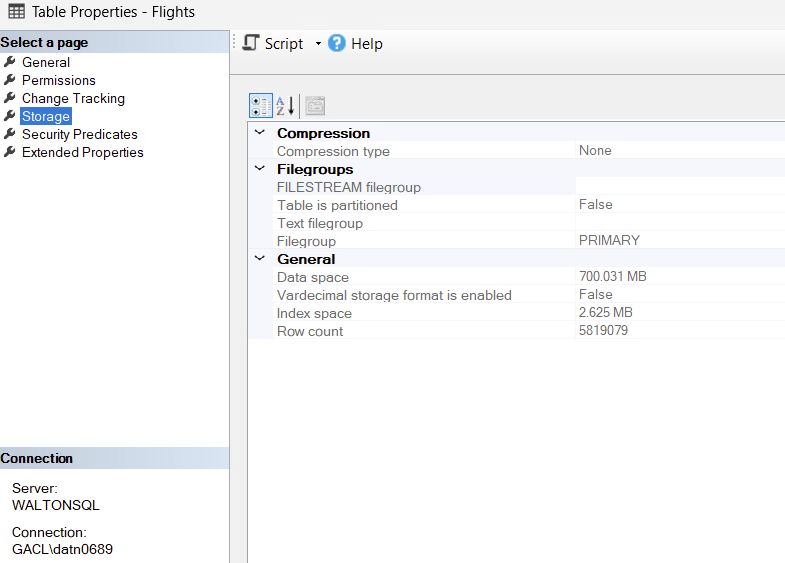 Table Properties - Flights
Select a page
General
Permissions
Change Tracking
Storage
Security Predicates
Extended Properties
Script
Help
Compression
Compression type None
Filegroups
FILESTREAM filegroup
Table is partitioned False
Text filegroup
Filegroup PRIMARY
General
Data space 700.031 MB
Vardecimal storage format is enabled False
Index space 2.625 MB
Row count 5819079
Connection
Server:
WALTONSQL
Connection:
GACL\datn0689